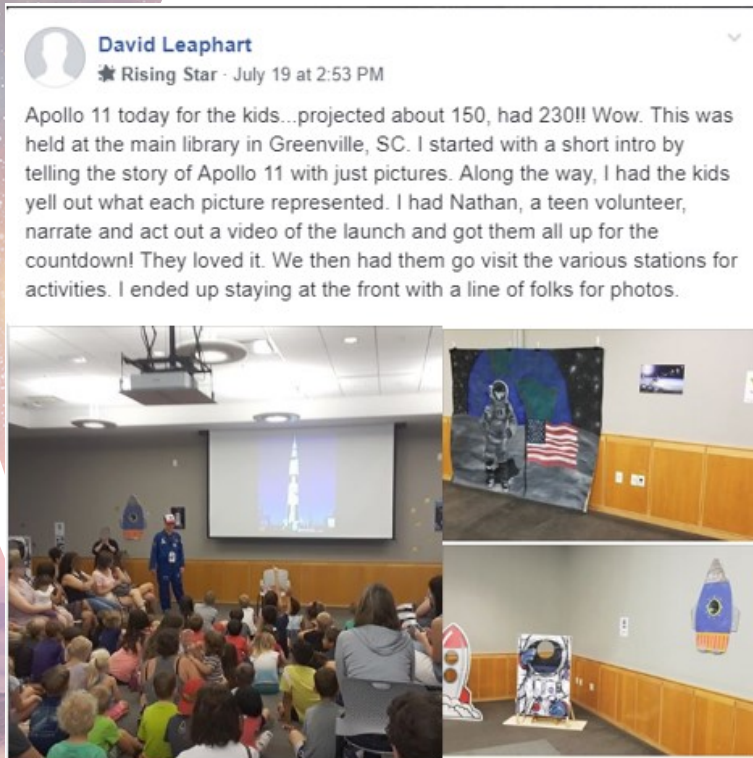 David Leaphart
Rising Star · July 19 at 2:53 PM
Apollo 11 today for the kids...projected about 150, had 230!! Wow. This was
held at the main library in Greenville, SC. I started with a short intro by
telling the story of Apollo 11 with just pictures. Along the way, I had the kids
yell out what each picture represented. I had Nathan, a teen volunteer,
narrate and act out a video of the launch and got them all up for the
countdown! They loved it. We then had them go visit the various stations for
activities. I ended up staying at the front with a line of folks for photos.